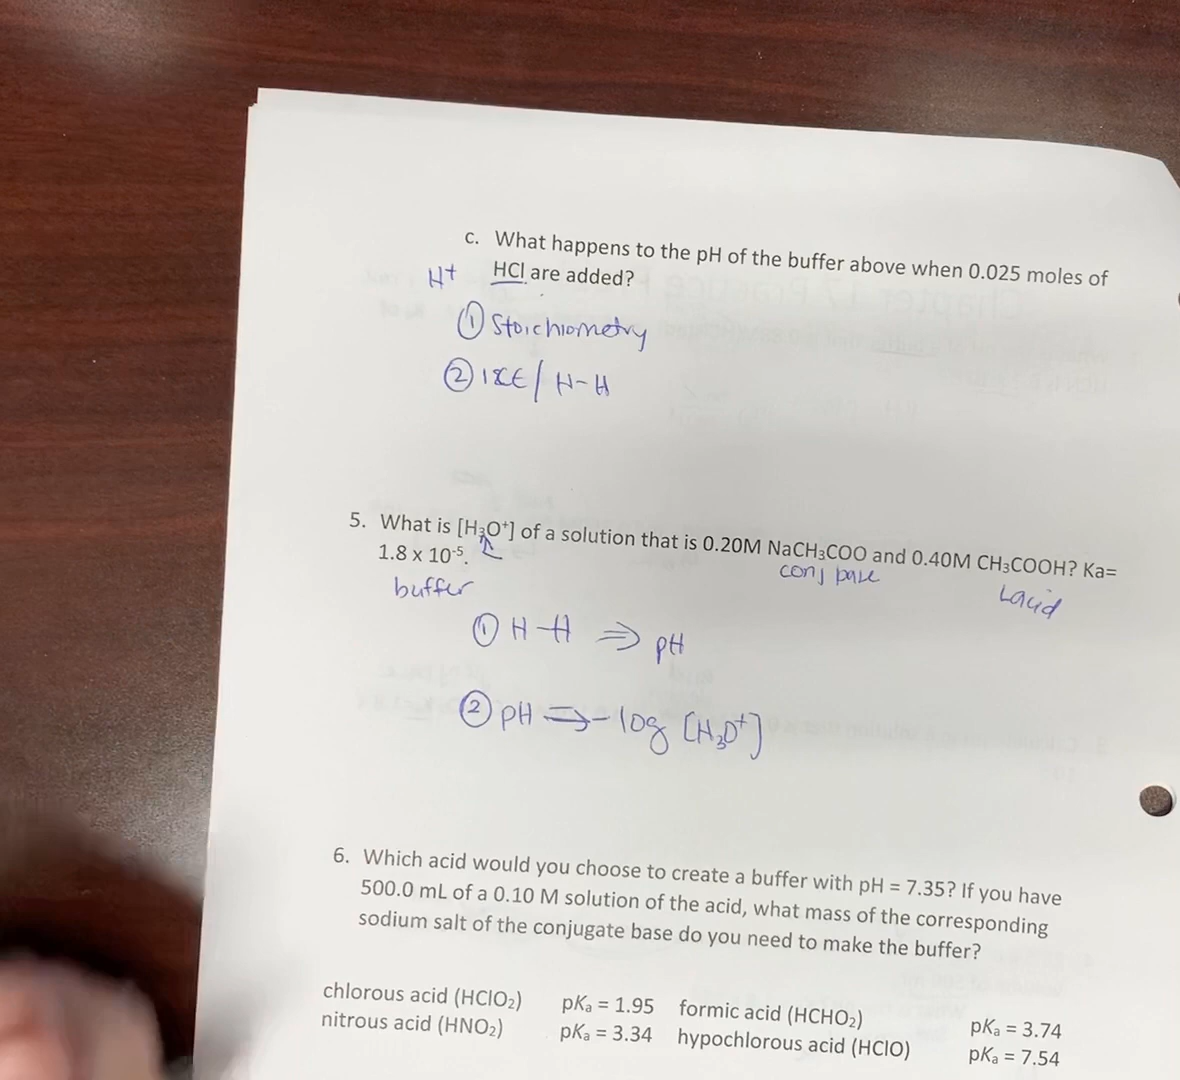 c. What happens to the pH of the buffer above when 0.025 moles of
HCl are added?
H+
① Stoichiometry
② ICE / H-H
5. What is [H₃O⁺] of a solution that is 0.20M NaCH₃COO and 0.40M CH₃COOH? Ka=
1.8 x 10⁻⁵.
conj base
acid
buffer
① H-H ⇒ pH
② pH ⇒ -log [H₃O⁺]
6. Which acid would you choose to create a buffer with pH = 7.35? If you have
500.0 mL of a 0.10 M solution of the acid, what mass of the corresponding
sodium salt of the conjugate base do you need to make the buffer?
chlorous acid (HClO₂) pKₐ = 1.95 formic acid (HCHO₂) pKₐ = 3.74
nitrous acid (HNO₂) pKₐ = 3.34 hypochlorous acid (HClO) pKₐ = 7.54